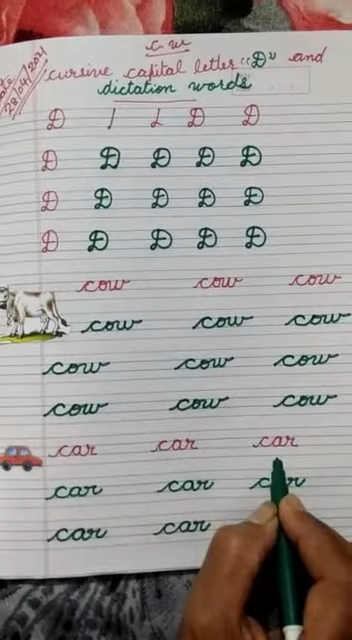 C.W
Date
28/04/2021
cursive capital letter "D" and
dictation words
D D D
D D D D D
D D D D D
D D D D D
cow cow cow
cow cow cow
cow cow cow
cow cow cow
car car car
car car car
car car